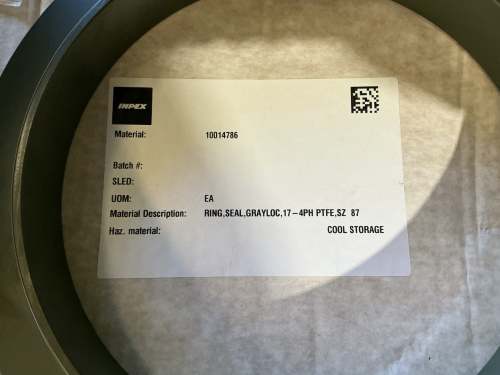 INPEX
Material: 10014786
Batch #:
SLED:
UOM: EA
Material Description: RING,SEAL,GRAYLOC,17-4PH PTFE,SZ 87
Haz. material: COOL STORAGE